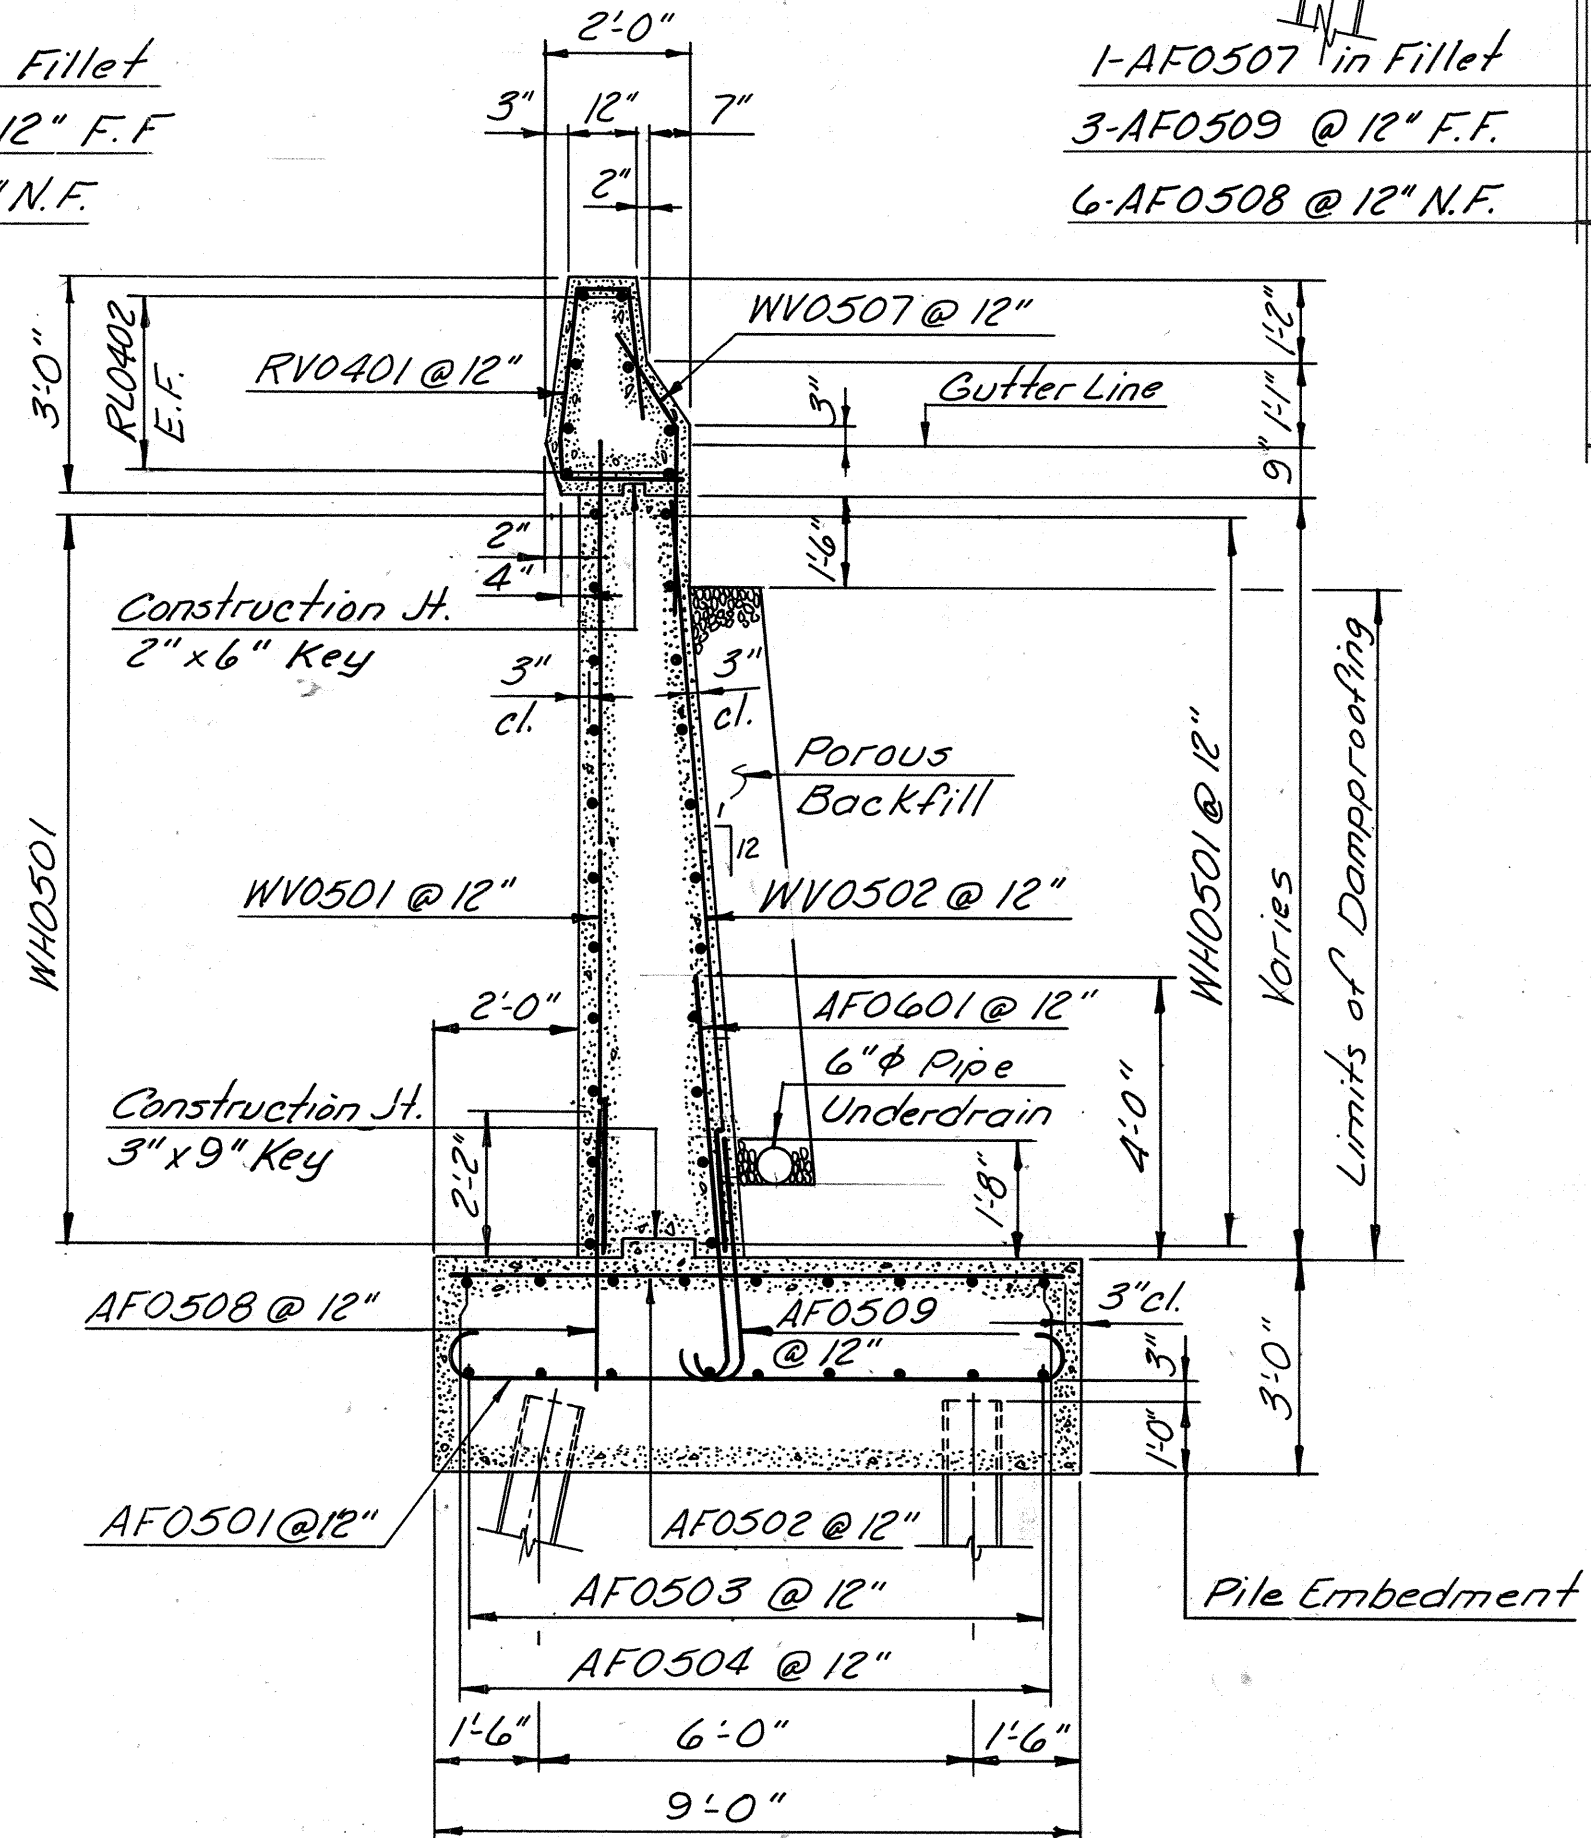 Fillet
12" F.F
" N.F.
2'-0"
3"
12"
7"
2"
1-AF0507 in Fillet
3-AF0509 @ 12" F.F.
6-AF0508 @ 12" N.F.
3'-0"
RL0402
E.F.
RV0401 @ 12"
WV0507 @ 12"
Gutter Line
3"
1'-2"
1'-1"
9"
2"
4"
1'-6"
Construction Jt.
2" x 6" Key
3"
cl.
3"
cl.
Porous
Backfill
1
12
WH0501
WV0501 @ 12"
WV0502 @ 12"
WH0501 @ 12"
Varies
Limits of Dampproofing
2'-0"
AF0601 @ 12"
6"φ Pipe
Underdrain
Construction Jt.
3" x 9" Key
2'-2"
1'-8"
4'-0"
AF0508 @ 12"
AF0509
@ 12"
3"cl.
3"
1'-0"
3'-0"
AF0501 @ 12"
AF0502 @ 12"
AF0503 @ 12"
Pile Embedment
AF0504 @ 12"
1'-6"
6'-0"
1'-6"
9'-0"